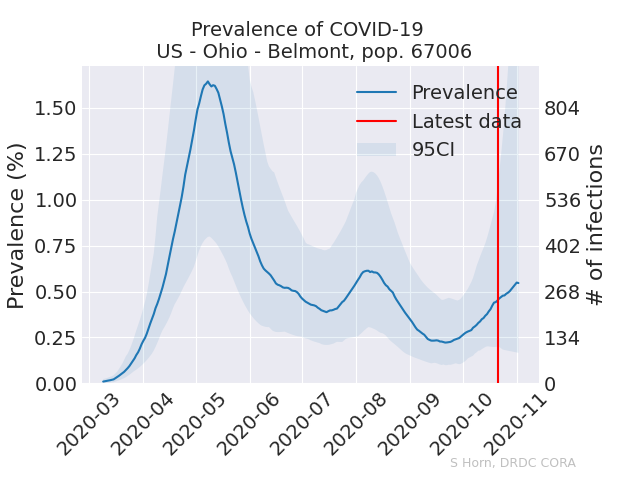 Prevalence of COVID-19
US - Ohio - Belmont, pop. 67006
Prevalence
Latest data
95CI
Prevalence (%)
1.50
1.25
1.00
0.75
0.50
0.25
0.00
804
670
536
402
268
134
0
# of infections
2020-03
2020-04
2020-05
2020-06
2020-07
2020-08
2020-09
2020-10
2020-11
S Horn, DRDC CORA